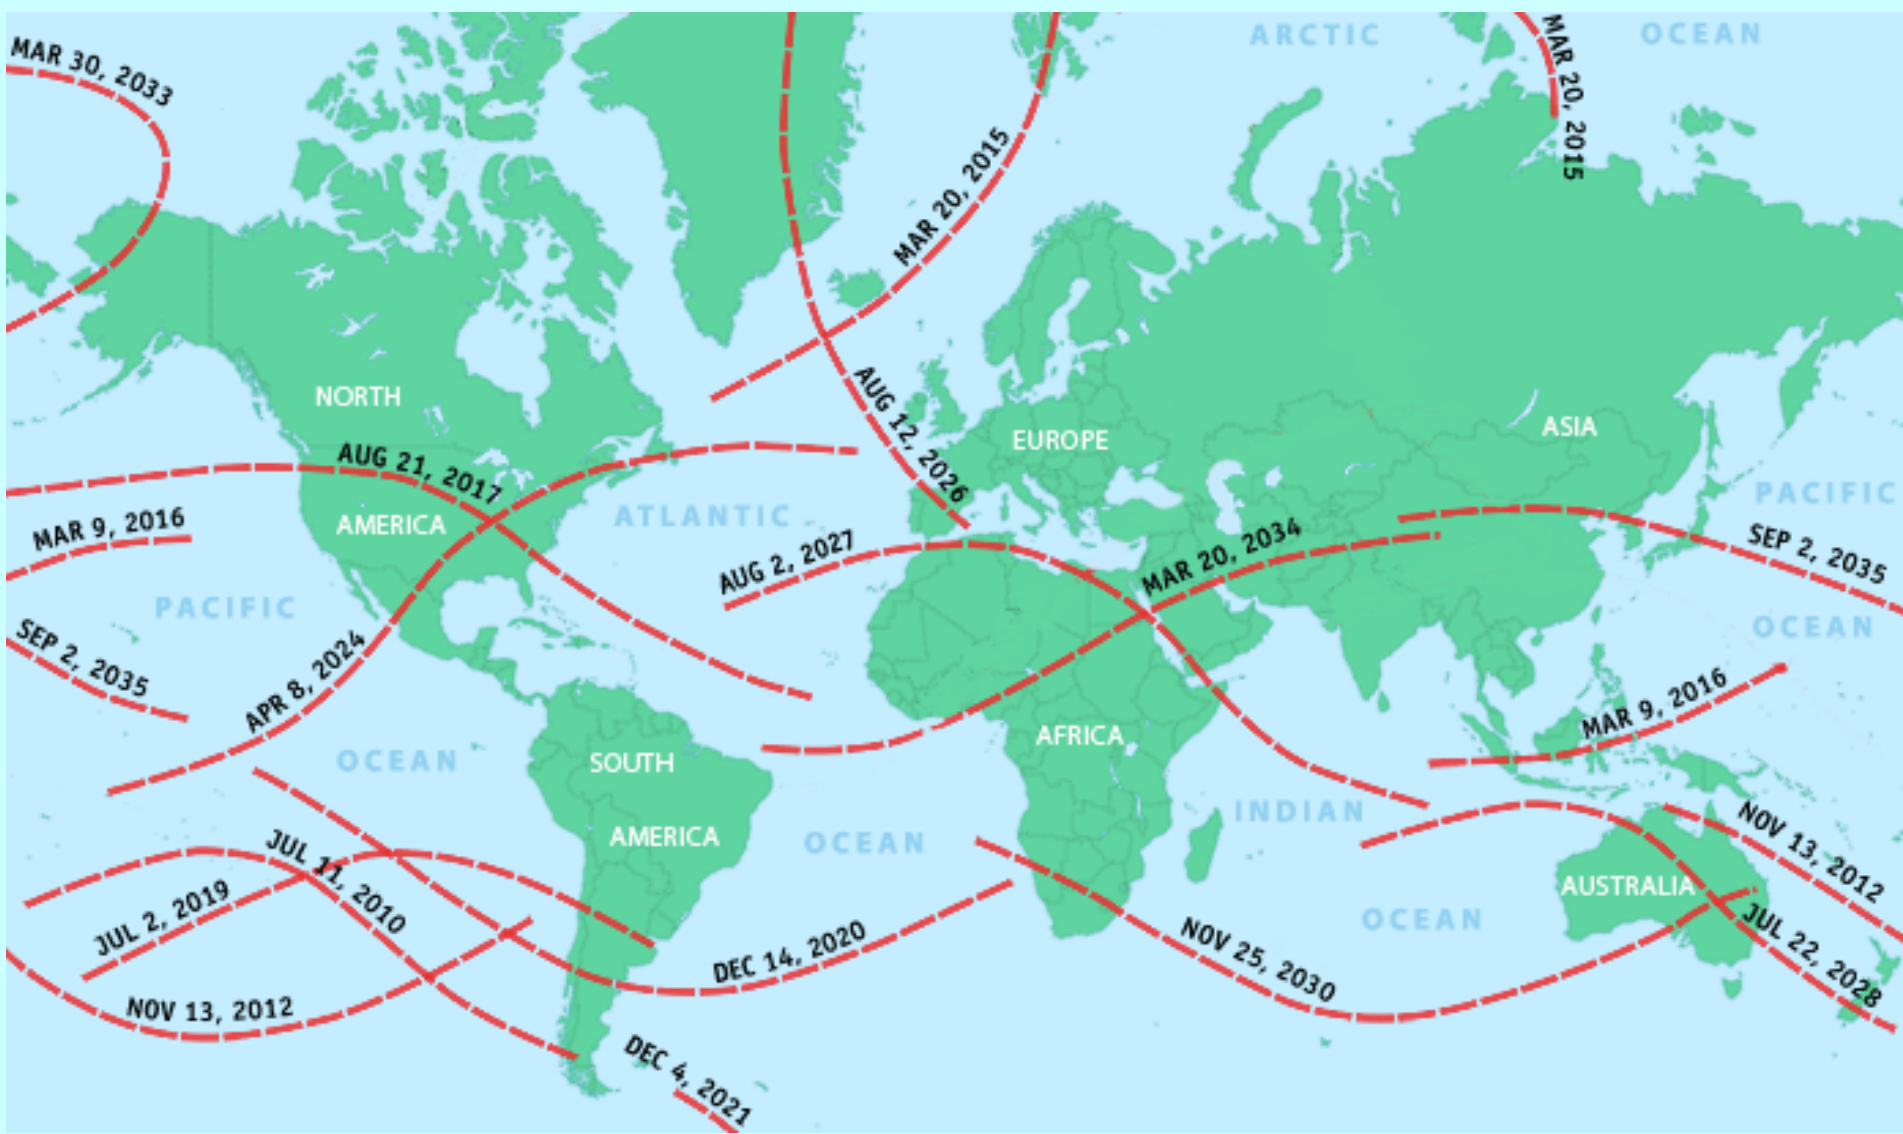 ARCTIC
OCEAN
MAR 30, 2033
MAR 20, 2015
MAR 20, 2015
NORTH
AMERICA
EUROPE
ASIA
AUG 12, 2026
AUG 21, 2017
MAR 9, 2016
ATLANTIC
PACIFIC
SEP 2, 2035
AUG 2, 2027
MAR 20, 2034
PACIFIC
OCEAN
SEP 2, 2035
APR 8, 2024
OCEAN
SOUTH
AMERICA
AFRICA
MAR 9, 2016
INDIAN
OCEAN
OCEAN
AUSTRALIA
NOV 13, 2012
JUL 11, 2010
JUL 2, 2019
DEC 14, 2020
NOV 25, 2030
JUL 22, 2028
NOV 13, 2012
DEC 4, 2021